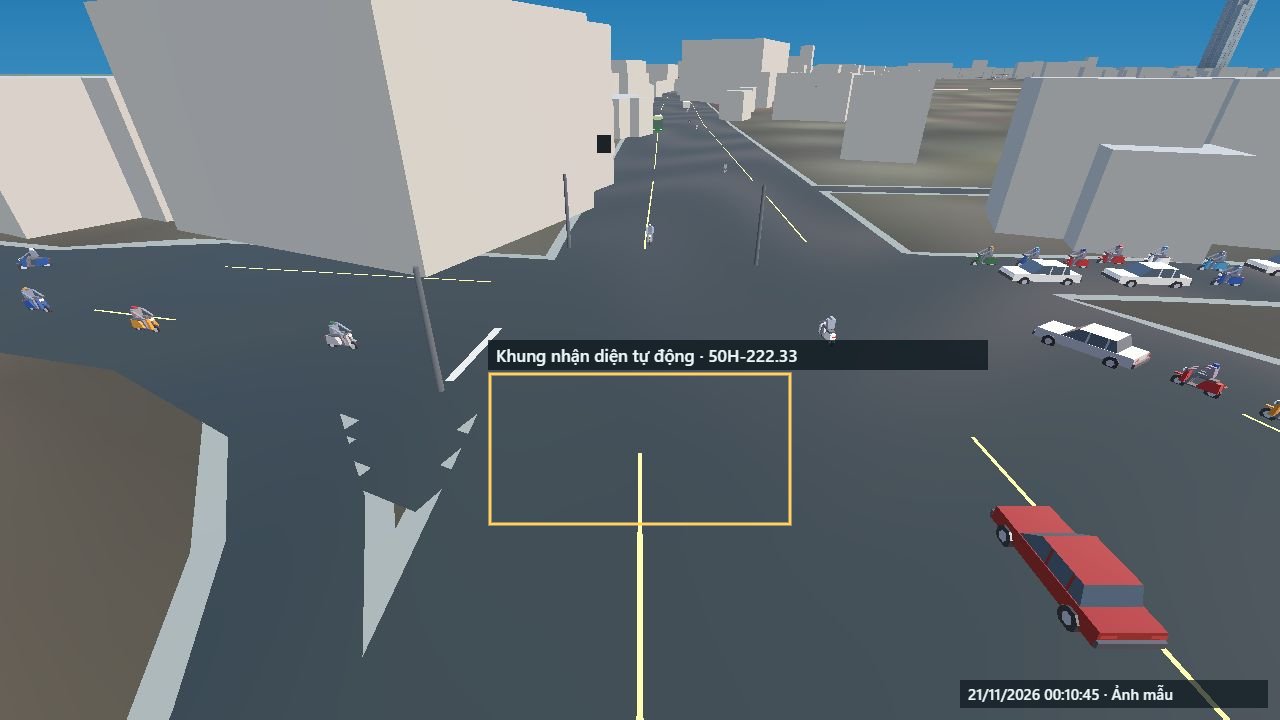 Khung nhận diện tự động · 50H-222.33
21/11/2026 00:10:45 · Ảnh mẫu